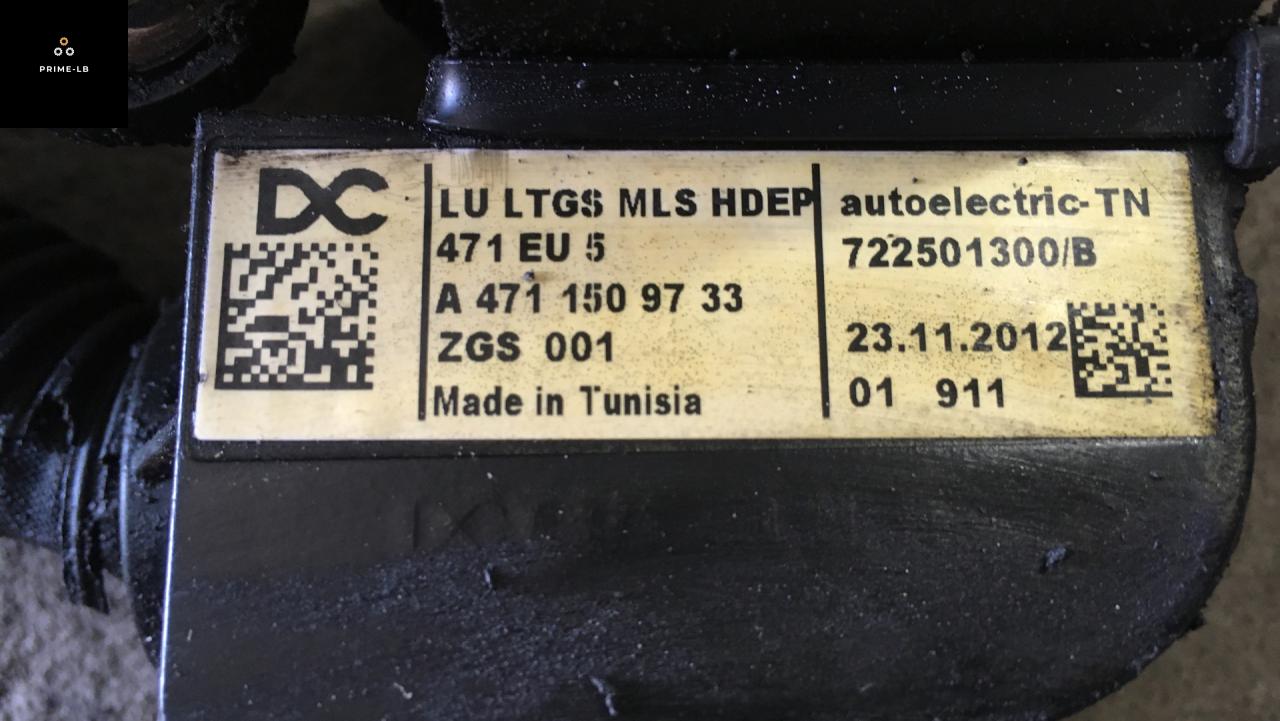 PRIME-LB
DC
LU LTGS MLS HDEP
471 EU 5
A 471 150 97 33
ZGS 001
Made in Tunisia
autoelectric-TN
722501300/B
23.11.2012
01 911